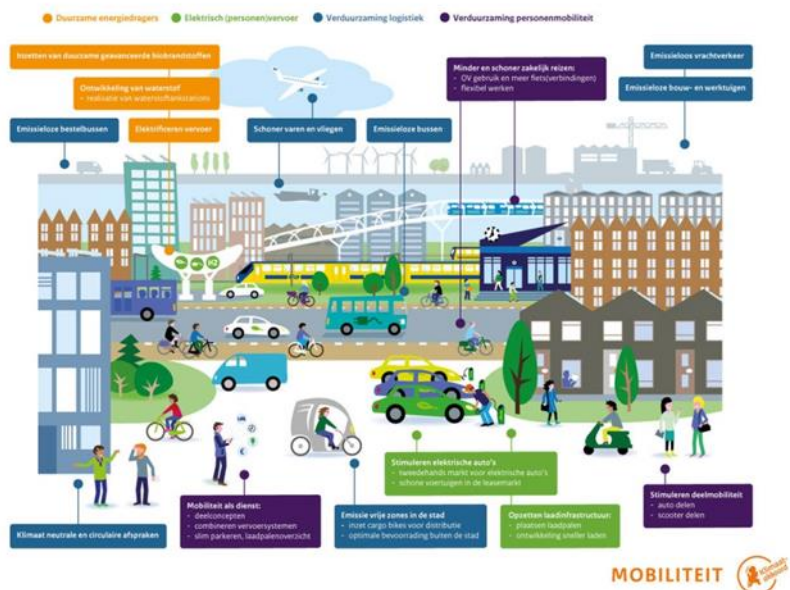 Duurzame energiedragers
Elektrisch (personen)vervoer
Verduurzaming logistiek
Verduurzaming personenmobiliteit
Inzetten van duurzame geavanceerde biobrandstoffen
Ontwikkeling van waterstof
- realisatie van waterstoftankstations
Minder en schoner zakelijk reizen:
- OV gebruik en meer fiets(verbindingen)
- flexibel werken
Emissieloos vrachtverkeer
Emissieloze bouw- en werktuigen
Emissieloze bestelbussen
Elektrificeren vervoer
Schoner varen en vliegen
Emissieloze bussen
H2
Stimuleren elektrische auto's
- tweedehands markt voor elektrische auto's
- schone voertuigen in de leasemarkt
Klimaat neutrale en circulaire afspraken
Mobiliteit als dienst:
- deelconcepten
- combineren vervoersystemen
- slim parkeren, laadpalenoverzicht
Emissie vrije zones in de stad
- inzet cargo bikes voor distributie
- optimale bevoorrading buiten de stad
Opzetten laadinfrastructuur:
- plaatsen laadpalen
- ontwikkeling sneller laden
Stimuleren deelmobiliteit
- auto delen
- scooter delen
MOBILITEIT
Klimaat-
akkoord